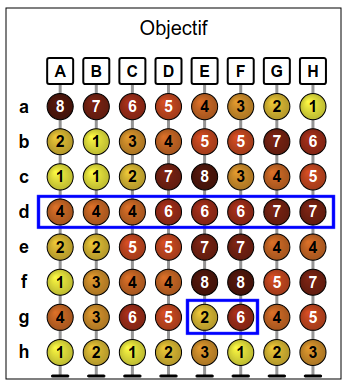 Objectif
A B C D E F G H
a 8 7 6 5 4 3 2 1
b 2 1 3 4 5 5 7 6
c 1 1 2 7 8 3 4 5
d 4 4 4 6 6 6 7 7
e 2 2 5 5 7 7 4 4
f 1 3 4 4 8 8 5 7
g 4 3 6 5 2 6 4 5
h 1 2 1 2 3 1 2 3